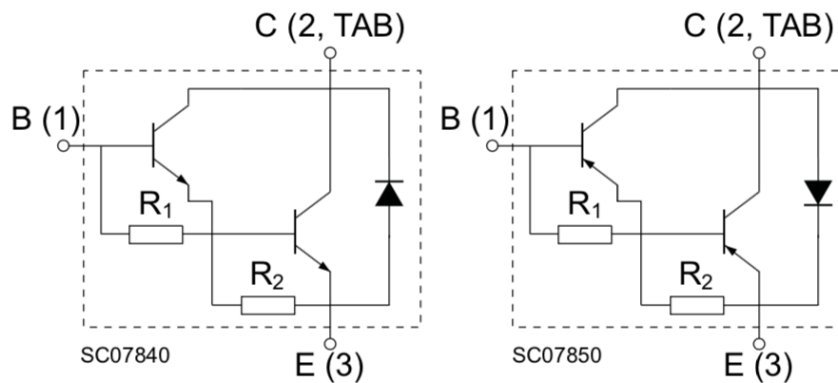 C (2, TAB)
B (1)
R₁
R₂
SC07840
E (3)
C (2, TAB)
B (1)
R₁
R₂
SC07850
E (3)